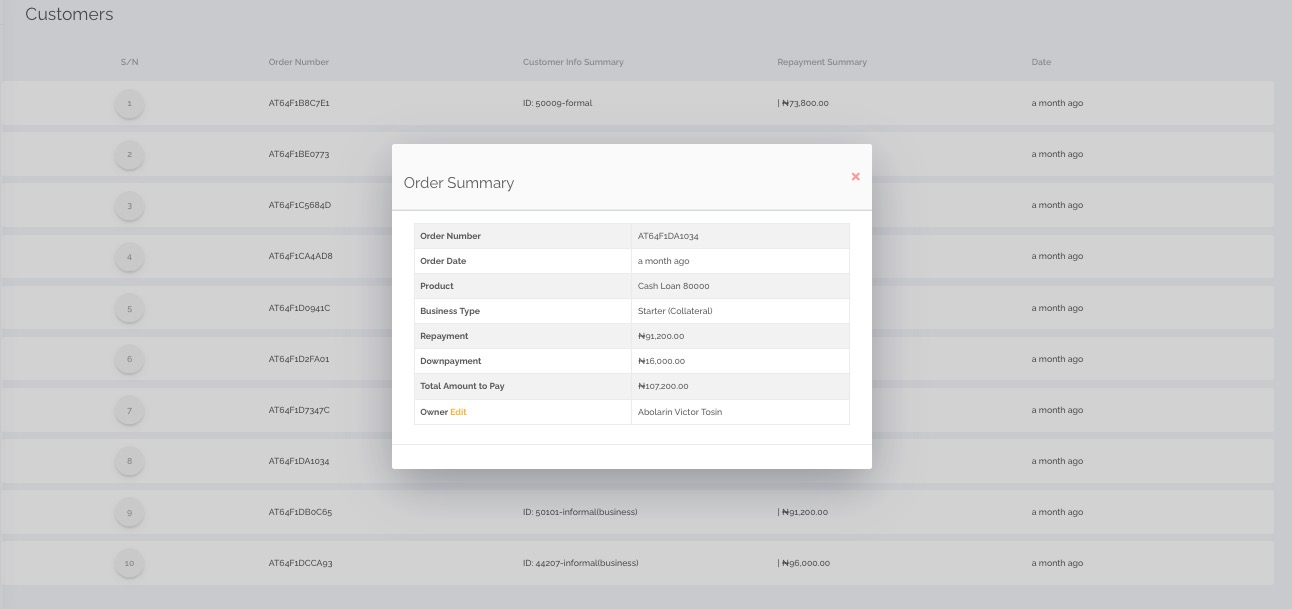 Customers
S/N Order Number Customer Info Summary Repayment Summary Date
1 AT64F1B8C7E1 ID: 50009-formal | ₦73,800.00 a month ago
2 AT64F1BE0773 a month ago
3 AT64F1C5684D a month ago
4 AT64F1CA4AD8 a month ago
5 AT64F1D0941C a month ago
6 AT64F1D2FA01 a month ago
7 AT64F1D7347C a month ago
8 AT64F1DA1034 a month ago
9 AT64F1DB0C65 ID: 50101-informal(business) | ₦91,200.00 a month ago
10 AT64F1DCCA93 ID: 44207-informal(business) | ₦96,000.00 a month ago
Order Summary ×
Order Number AT64F1DA1034
Order Date a month ago
Product Cash Loan 80000
Business Type Starter (Collateral)
Repayment ₦91,200.00
Downpayment ₦16,000.00
Total Amount to Pay ₦107,200.00
Owner Edit Abolarin Victor Tosin